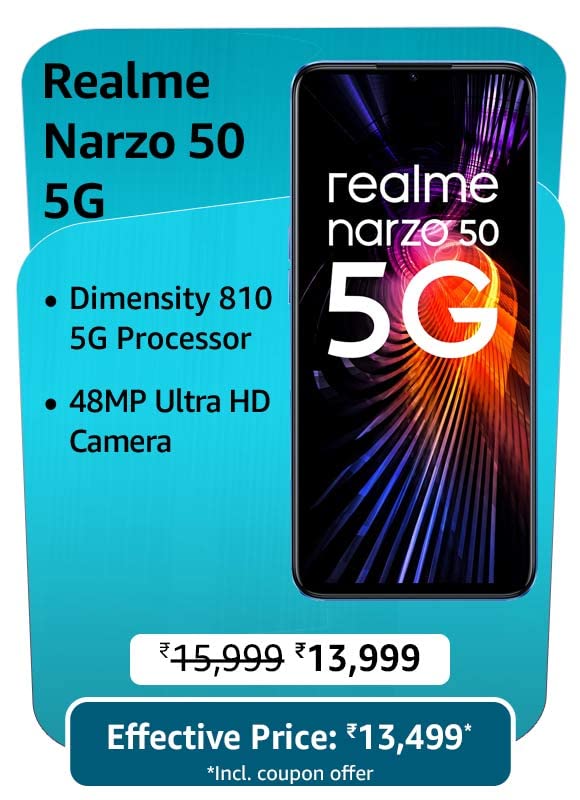 Realme
Narzo 50
5G
• Dimensity 810
5G Processor
• 48MP Ultra HD
Camera
realme
narzo 50
5G
₹15,999 ₹13,999
Effective Price: ₹13,499*
*Incl. coupon offer